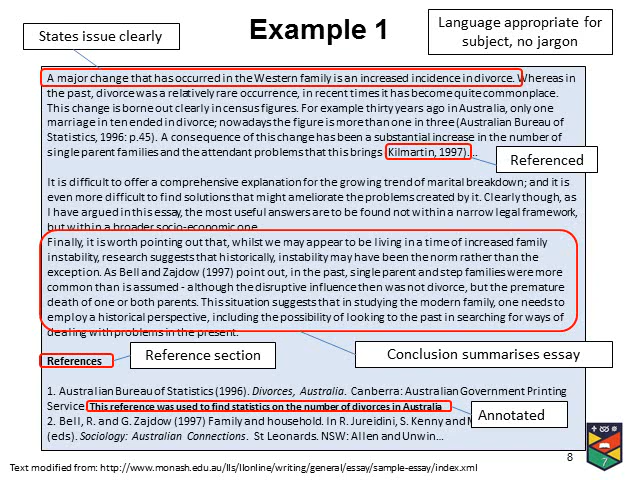 Example 1
States issue clearly
Language appropriate for
subject, no jargon
A major change that has occurred in the Western family is an increased incidence in divorce. Whereas in
the past, divorce was a relatively rare occurrence, in recent times it has become quite commonplace.
This change is borne out clearly in census figures. For example thirty years ago in Australia, only one
marriage in ten ended in divorce; nowadays the figure is more than one in three (Australian Bureau of
Statistics, 1996: p.45). A consequence of this change has been a substantial increase in the number of
single parent families and the attendant problems that this brings (Kilmartin, 1997)....
Referenced
It is difficult to offer a comprehensive explanation for the growing trend of marital breakdown; and it is
even more difficult to find solutions that might ameliorate the problems created by it. Clearly though, as
I have argued in this essay, the most useful answers are to be found not within a narrow legal framework,
but within a broader socio-economic one.
Finally, it is worth pointing out that, whilst we may appear to be living in a time of increased family
instability, research suggests that historically, instability may have been the norm rather than the
exception. As Bell and Zajdow (1997) point out, in the past, single parent and step families were more
common than is assumed - although the disruptive influence then was not divorce, but the premature
death of one or both parents. This situation suggests that in studying the modern family, one needs to
employ a historical perspective, including the possibility of looking to the past in searching for ways of
dealing with problems in the present.
Conclusion summarises essay
References
Reference section
1. Australian Bureau of Statistics (1996). Divorces, Australia. Canberra: Australian Government Printing
Service This reference was used to find statistics on the number of divorces in Australia
Annotated
2. Bell, R. and G. Zajdow (1997) Family and household. In R. Jureidini, S. Kenny and
(eds). Sociology: Australian Connections. St Leonards. NSW: Allen and Unwin...
8
7
Text modified from: http://www.monash.edu.au/lls/llonline/writing/general/essay/sample-essay/index.xml